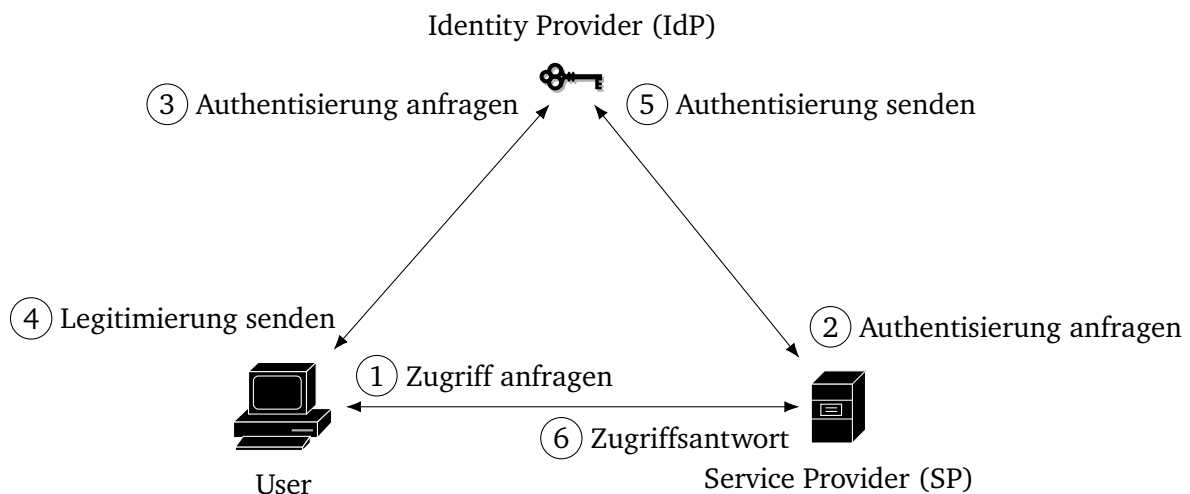 Identity Provider (IdP)
3 Authentisierung anfragen
5 Authentisierung senden
4 Legitimierung senden
2 Authentisierung anfragen
1 Zugriff anfragen
6 Zugriffsantwort
User
Service Provider (SP)